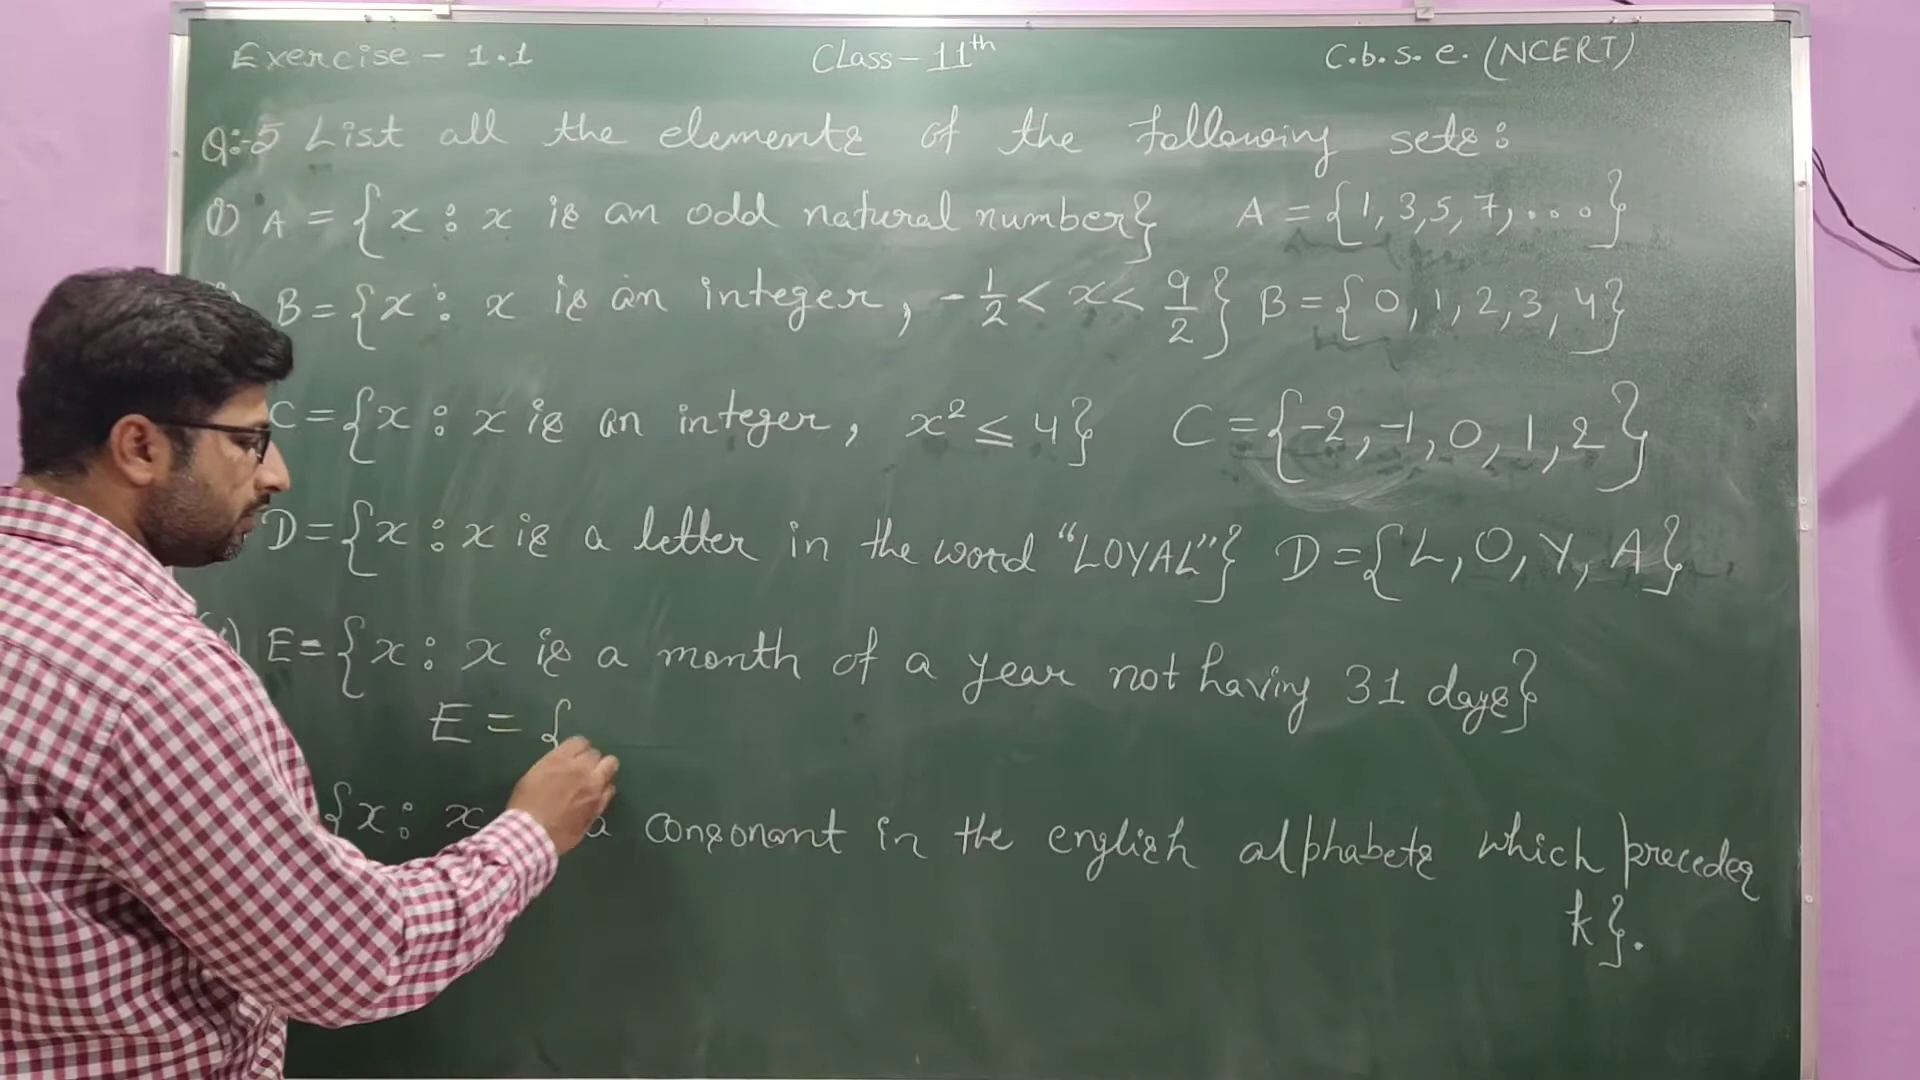 Exercise - 1.1 Class - 11th C.b.s.e. (NCERT)
Q:-5 List all the elements of the following sets:
(i) A = {x : x is an odd natural number} A = {1, 3, 5, 7, ....}
B = {x : x is an integer, -1/2 < x < 9/2} B = {0, 1, 2, 3, 4}
C = {x : x is an integer, x² ≤ 4} C = {-2, -1, 0, 1, 2}
D = {x : x is a letter in the word "LOYAL"} D = {L, O, Y, A}
E = {x : x is a month of a year not having 31 days}
E = {
{x : x a consonant in the english alphabets which precedes
k}.